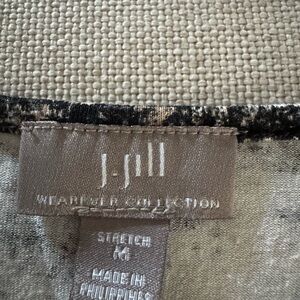 J.Jill
WEAREVER COLLECTION
STRETCH
M
MADE IN
PHILIPPINES